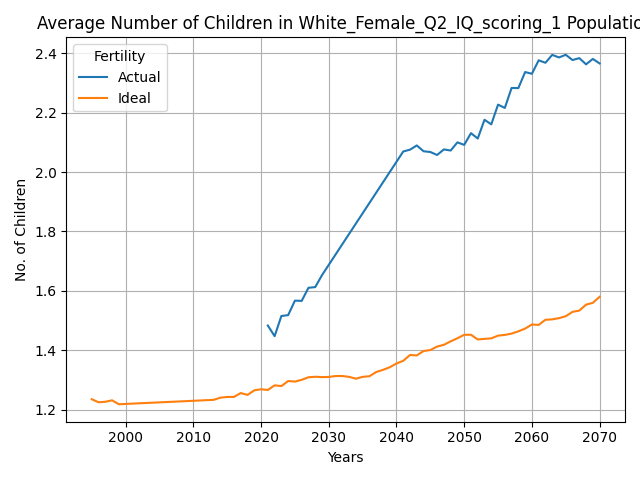 Average Number of Children in White_Female_Q2_IQ_scoring_1 Populatio
Fertility
Actual
Ideal
2.4
2.2
2.0
1.8
1.6
1.4
1.2
No. of Children
2000 2010 2020 2030 2040 2050 2060 2070
Years